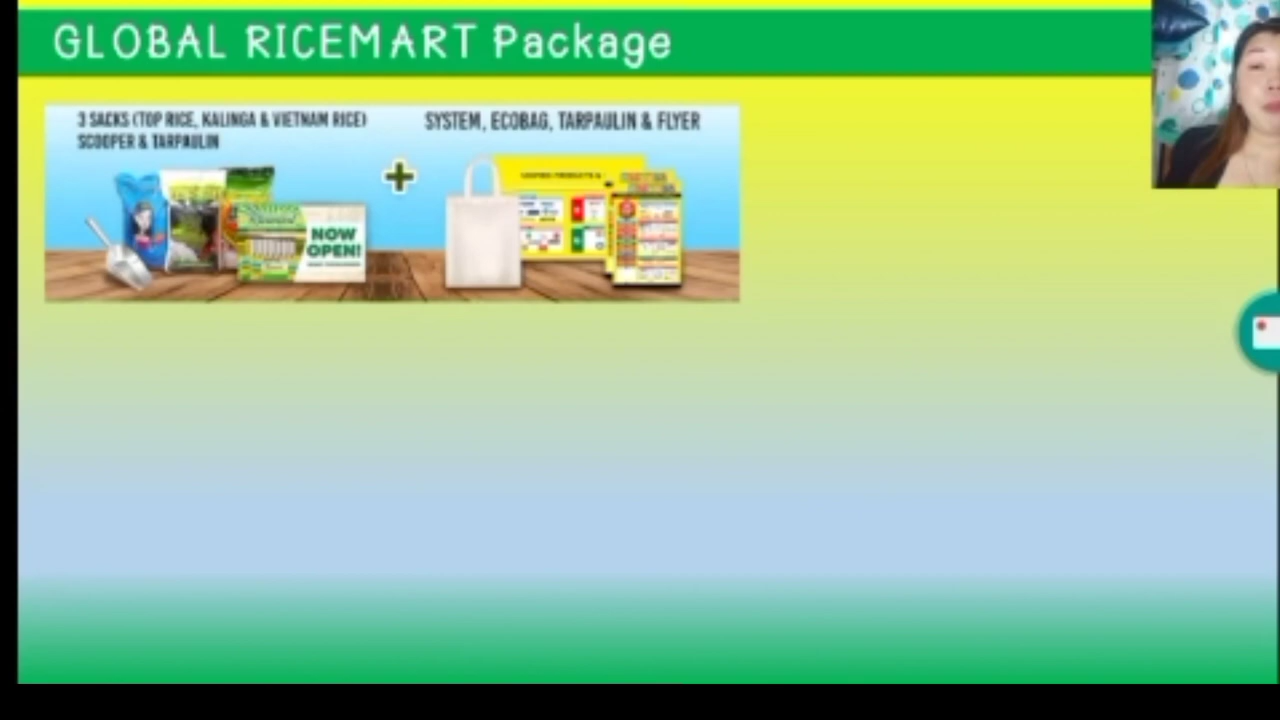 GLOBAL RICEMART Package
3 SACKS (TOP RICE, KALINGA & VIETNAM RICE)
SCOOPER & TARPAULIN
SYSTEM, ECOBAG, TARPAULIN & FLYER
NOW
OPEN!